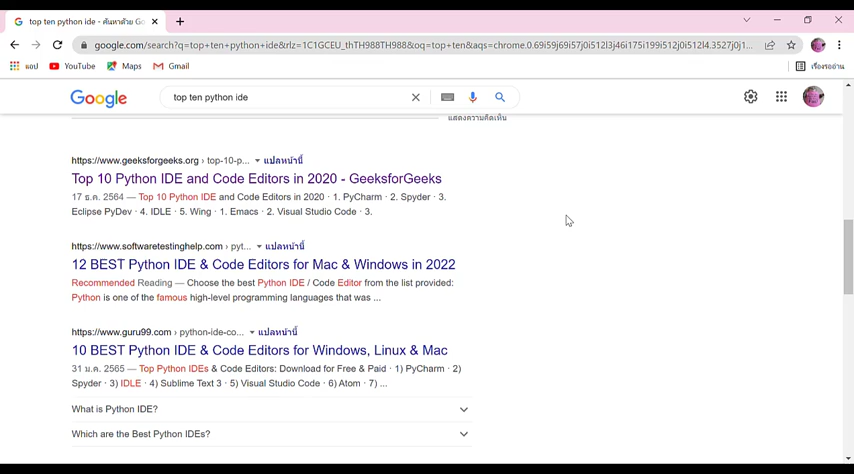 top ten python ide - ค้นหาด้วย Go
google.com/search?q=top+ten+python+ide&rlz=1C1GCEU_thTH988TH988&oq=top+ten&aqs=chrome.0.69i59j69i57j0i512l3j46i175i199i512j0i512l4.3527j0j1...
แอป YouTube Maps Gmail เรื่องรออ่าน
Google top ten python ide
แสดงความคิดเห็น
https://www.geeksforgeeks.org › top-10-p... แปลหน้านี้
Top 10 Python IDE and Code Editors in 2020 - GeeksforGeeks
17 ธ.ค. 2564 — Top 10 Python IDE and Code Editors in 2020 · 1. PyCharm · 2. Spyder · 3.
Eclipse PyDev · 4. IDLE · 5. Wing · 1. Emacs · 2. Visual Studio Code · 3.
https://www.softwaretestinghelp.com › pyt... แปลหน้านี้
12 BEST Python IDE & Code Editors for Mac & Windows in 2022
Recommended Reading — Choose the best Python IDE / Code Editor from the list provided:
Python is one of the famous high-level programming languages that was ...
https://www.guru99.com › python-ide-co... แปลหน้านี้
10 BEST Python IDE & Code Editors for Windows, Linux & Mac
31 ม.ค. 2565 — Top Python IDEs & Code Editors: Download for Free & Paid · 1) PyCharm · 2)
Spyder · 3) IDLE · 4) Sublime Text 3 · 5) Visual Studio Code · 6) Atom · 7) ...
What is Python IDE?
Which are the Best Python IDEs?